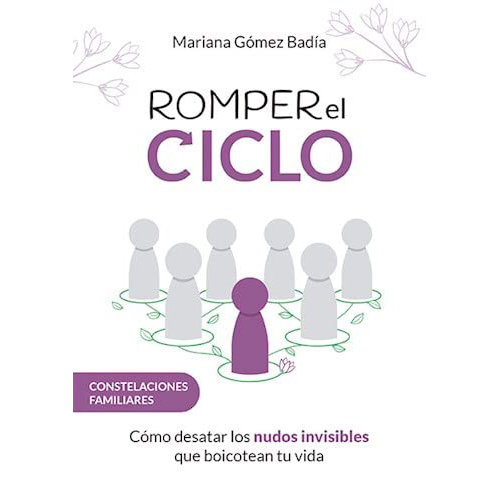 Mariana Gómez Badía
ROMPER el
CICLO
CONSTELACIONES
FAMILIARES
Cómo desatar los nudos invisibles
que boicotean tu vida